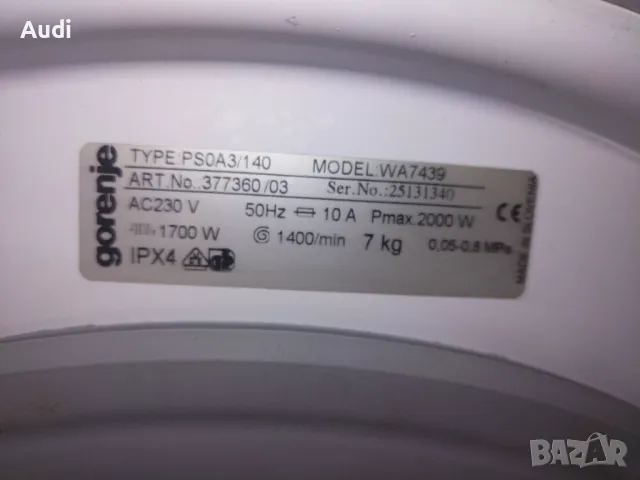 Audi
gorenje
TYPE:PS0A3/140 MODEL:WA7439
ART.No.:377360/03 Ser.No.:25131340
AC230 V 50Hz 10 A Pmax.2000 W
1700 W 1400/min 7 kg 0,05-0,8 MPa
IPX4
CE
MADE IN SLOVENIA
BAZAR